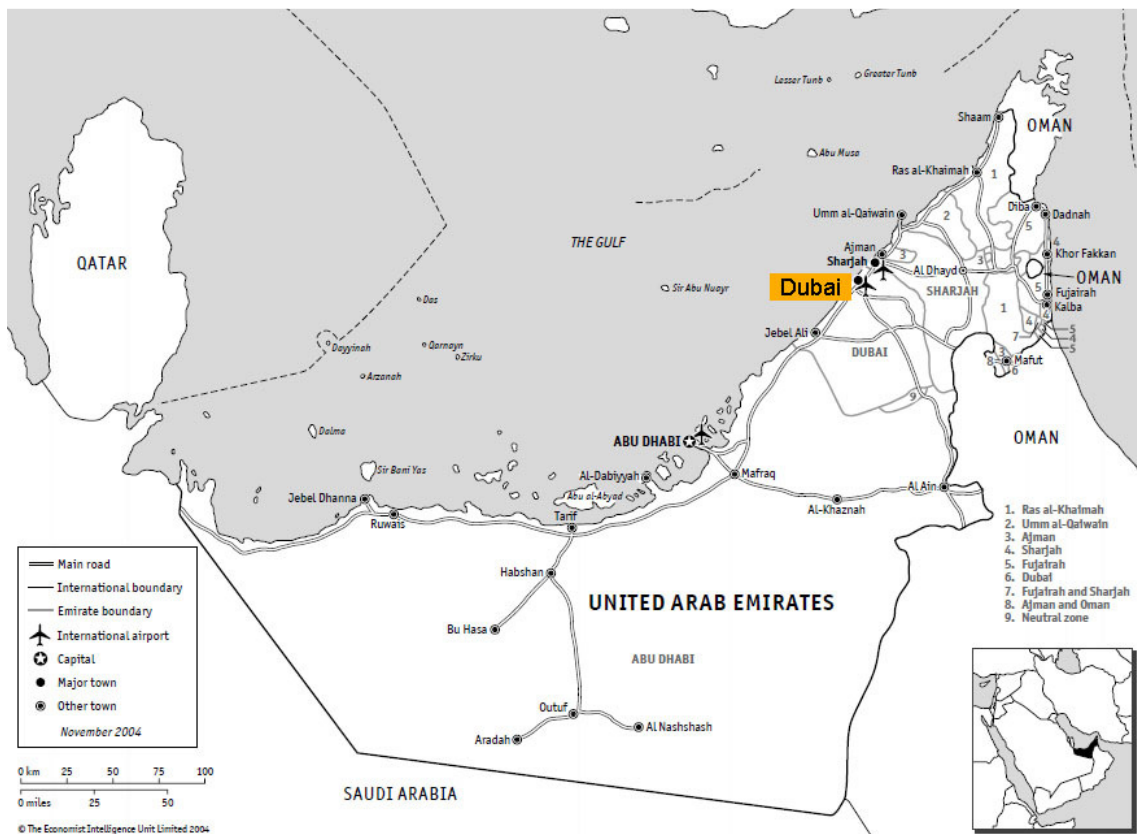 Lesser Tunb
Greater Tunb
Shaam
OMAN
Abu Musa
Ras al-Khaimah
1
Diba
Dadnah
Umm al-Qaiwain
2
5
QATAR
THE GULF
4
Ajman
3
3
Khor Fakkan
Sharjah
Al Dhayd
OMAN
Dubai
SHARJAH
Sir Abu Nuayr
5
Fujairah
Das
1
Kalba
4
4
Jebel Ali
7
5
4
5
Dayyinah
Qarnayn
Zirku
DUBAI
3
8
Mafut
6
Arzanah
9
Dalma
ABU DHABI
OMAN
Sir Bani Yas
Al-Dabiyyah
Mafraq
Jebel Dhanna
Abu al-Abyad
Al Ain
Ruwais
Tarif
Al-Khaznah
1. Ras al-Khaimah
2. Umm al-Qaiwain
3. Ajman
4. Sharjah
5. Fujairah
6. Dubai
7. Fujairah and Sharjah
8. Ajman and Oman
9. Neutral zone
Main road
International boundary
Emirate boundary
International airport
Capital
Major town
Other town
November 2004
Habshan
UNITED ARAB EMIRATES
Bu Hasa
ABU DHABI
Outuf
Al Nashshash
Aradah
0 km 25 50 75 100
0 miles 25 50
SAUDI ARABIA
© The Economist Intelligence Unit Limited 2004